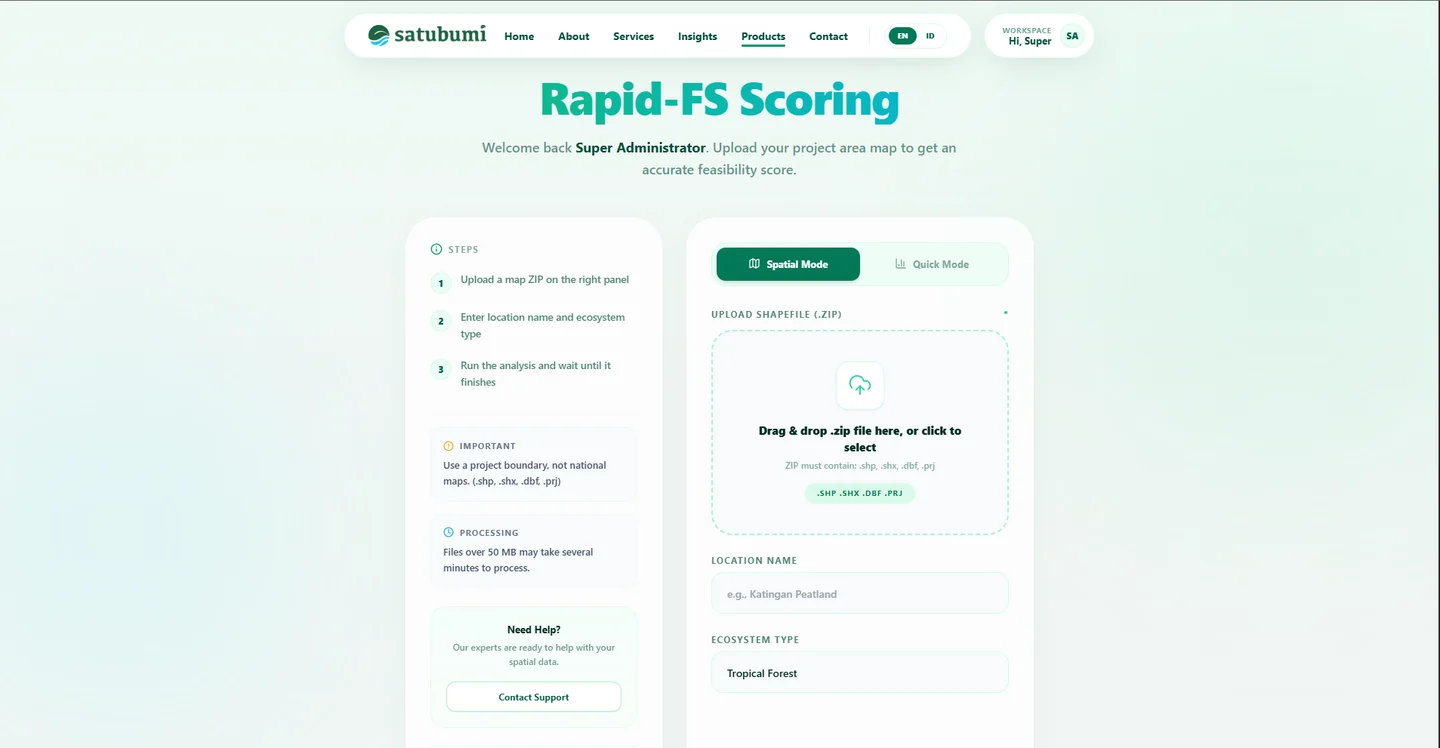 satubumi
Home
About
Services
Insights
Products
Contact
EN
ID
WORKSPACE
Hi, Super
SA
Rapid-FS Scoring
Welcome back Super Administrator. Upload your project area map to get an
accurate feasibility score.
STEPS
1
Upload a map ZIP on the right panel
2
Enter location name and ecosystem
type
3
Run the analysis and wait until it
finishes
IMPORTANT
Use a project boundary, not national
maps. (.shp, .shx, .dbf, .prj)
PROCESSING
Files over 50 MB may take several
minutes to process.
Need Help?
Our experts are ready to help with your
spatial data.
Contact Support
Spatial Mode
Quick Mode
UPLOAD SHAPEFILE (.ZIP)
Drag & drop .zip file here, or click to
select
ZIP must contain: .shp, .shx, .dbf, .prj
.SHP .SHX .DBF .PRJ
LOCATION NAME
e.g., Katingan Peatland
ECOSYSTEM TYPE
Tropical Forest